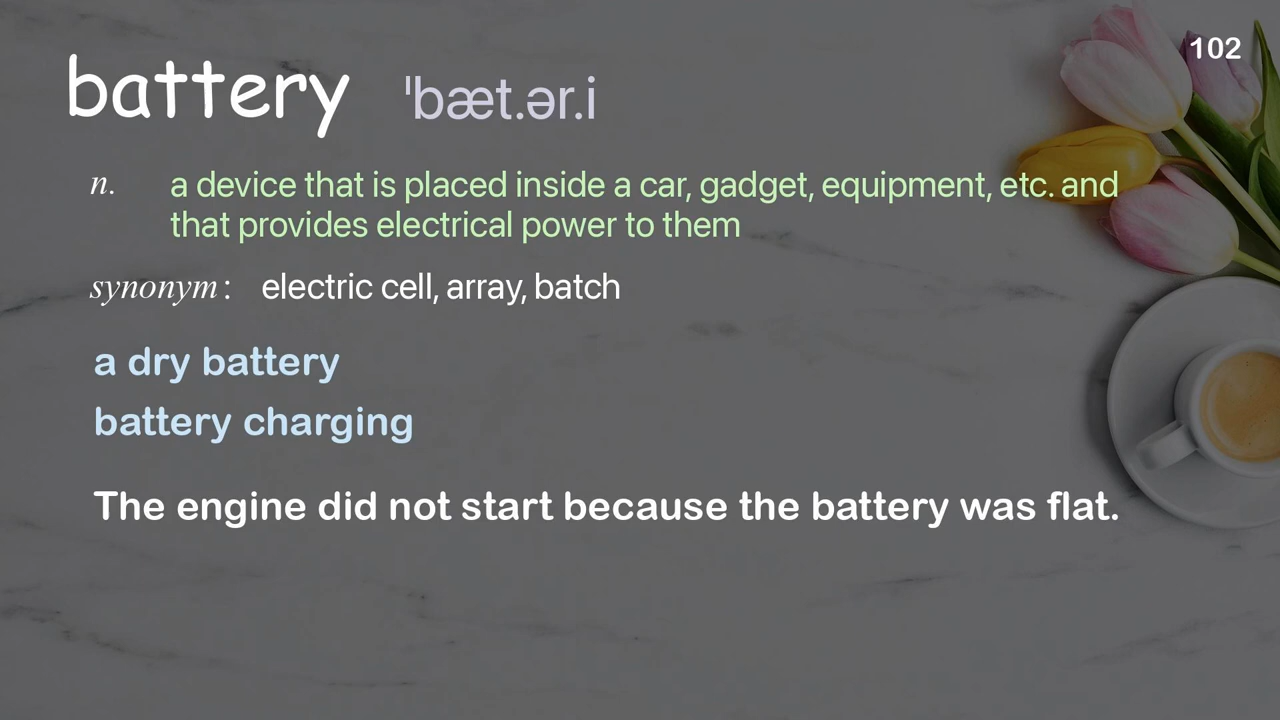 102
battery ˈbæt.ər.i
n. a device that is placed inside a car, gadget, equipment, etc. and
that provides electrical power to them
synonym: electric cell, array, batch
a dry battery
battery charging
The engine did not start because the battery was flat.